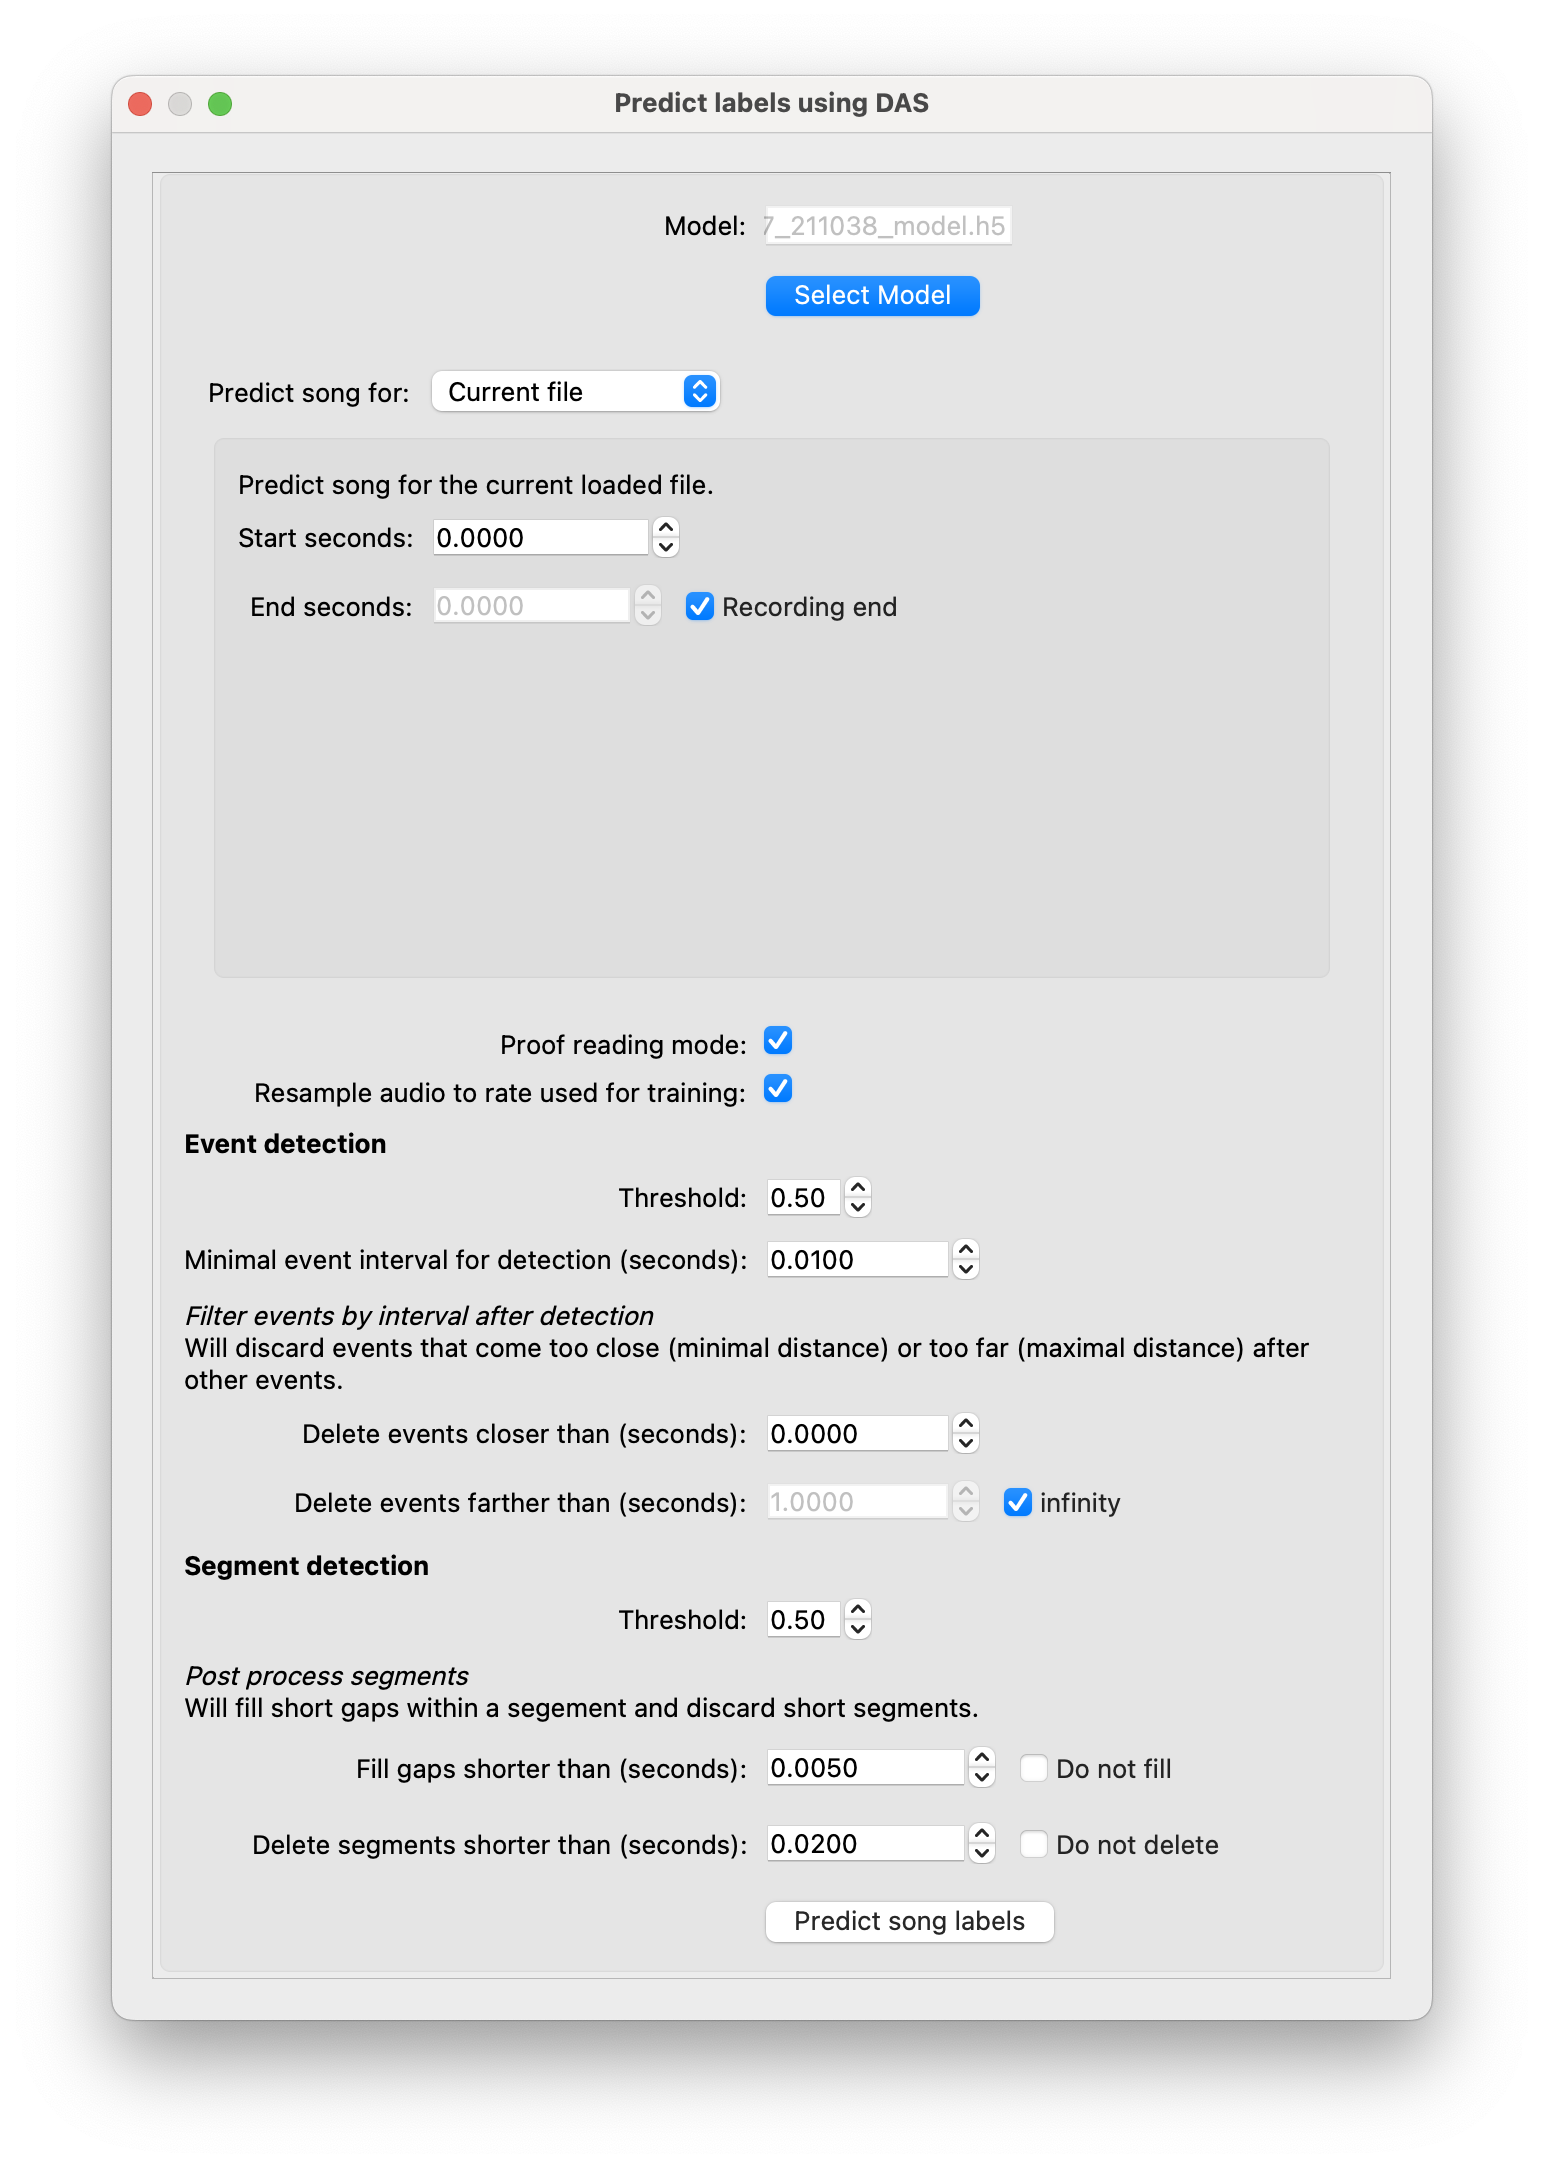 Predict labels using DAS
Model: 7_211038_model.h5
Select Model
Predict song for: Current file
Predict song for the current loaded file.
Start seconds: 0.0000
End seconds: 0.0000 Recording end
Proof reading mode:
Resample audio to rate used for training:
Event detection
Threshold: 0.50
Minimal event interval for detection (seconds): 0.0100
Filter events by interval after detection
Will discard events that come too close (minimal distance) or too far (maximal distance) after
other events.
Delete events closer than (seconds): 0.0000
Delete events farther than (seconds): 1.0000 infinity
Segment detection
Threshold: 0.50
Post process segments
Will fill short gaps within a segement and discard short segments.
Fill gaps shorter than (seconds): 0.0050 Do not fill
Delete segments shorter than (seconds): 0.0200 Do not delete
Predict song labels